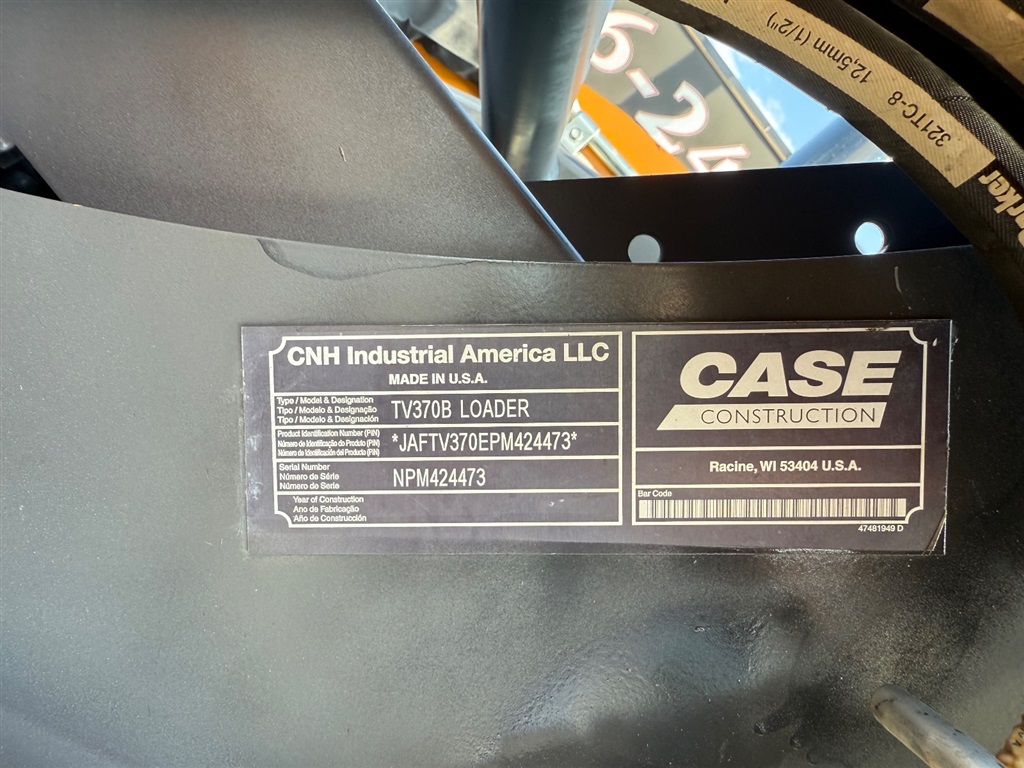 6-24
321TC-8 12,5mm (1/2")
CNH Industrial America LLC
MADE IN U.S.A.
Type / Model & Designation
Tipo / Modelo & Designação
Tipo / Modelo & Designación
TV370B LOADER
Product Identification Number (PIN)
Número de Identificação do Produto (PIN)
Número de Identificación del Producto (PIN)
*JAFTV370EPM424473*
Serial Number
Número de Série
Numero de Serie
NPM424473
Year of Construction
Ano de Fabricação
Año de Construcción
CASE
CONSTRUCTION
Racine, WI 53404 U.S.A.
Bar Code
47481949 D